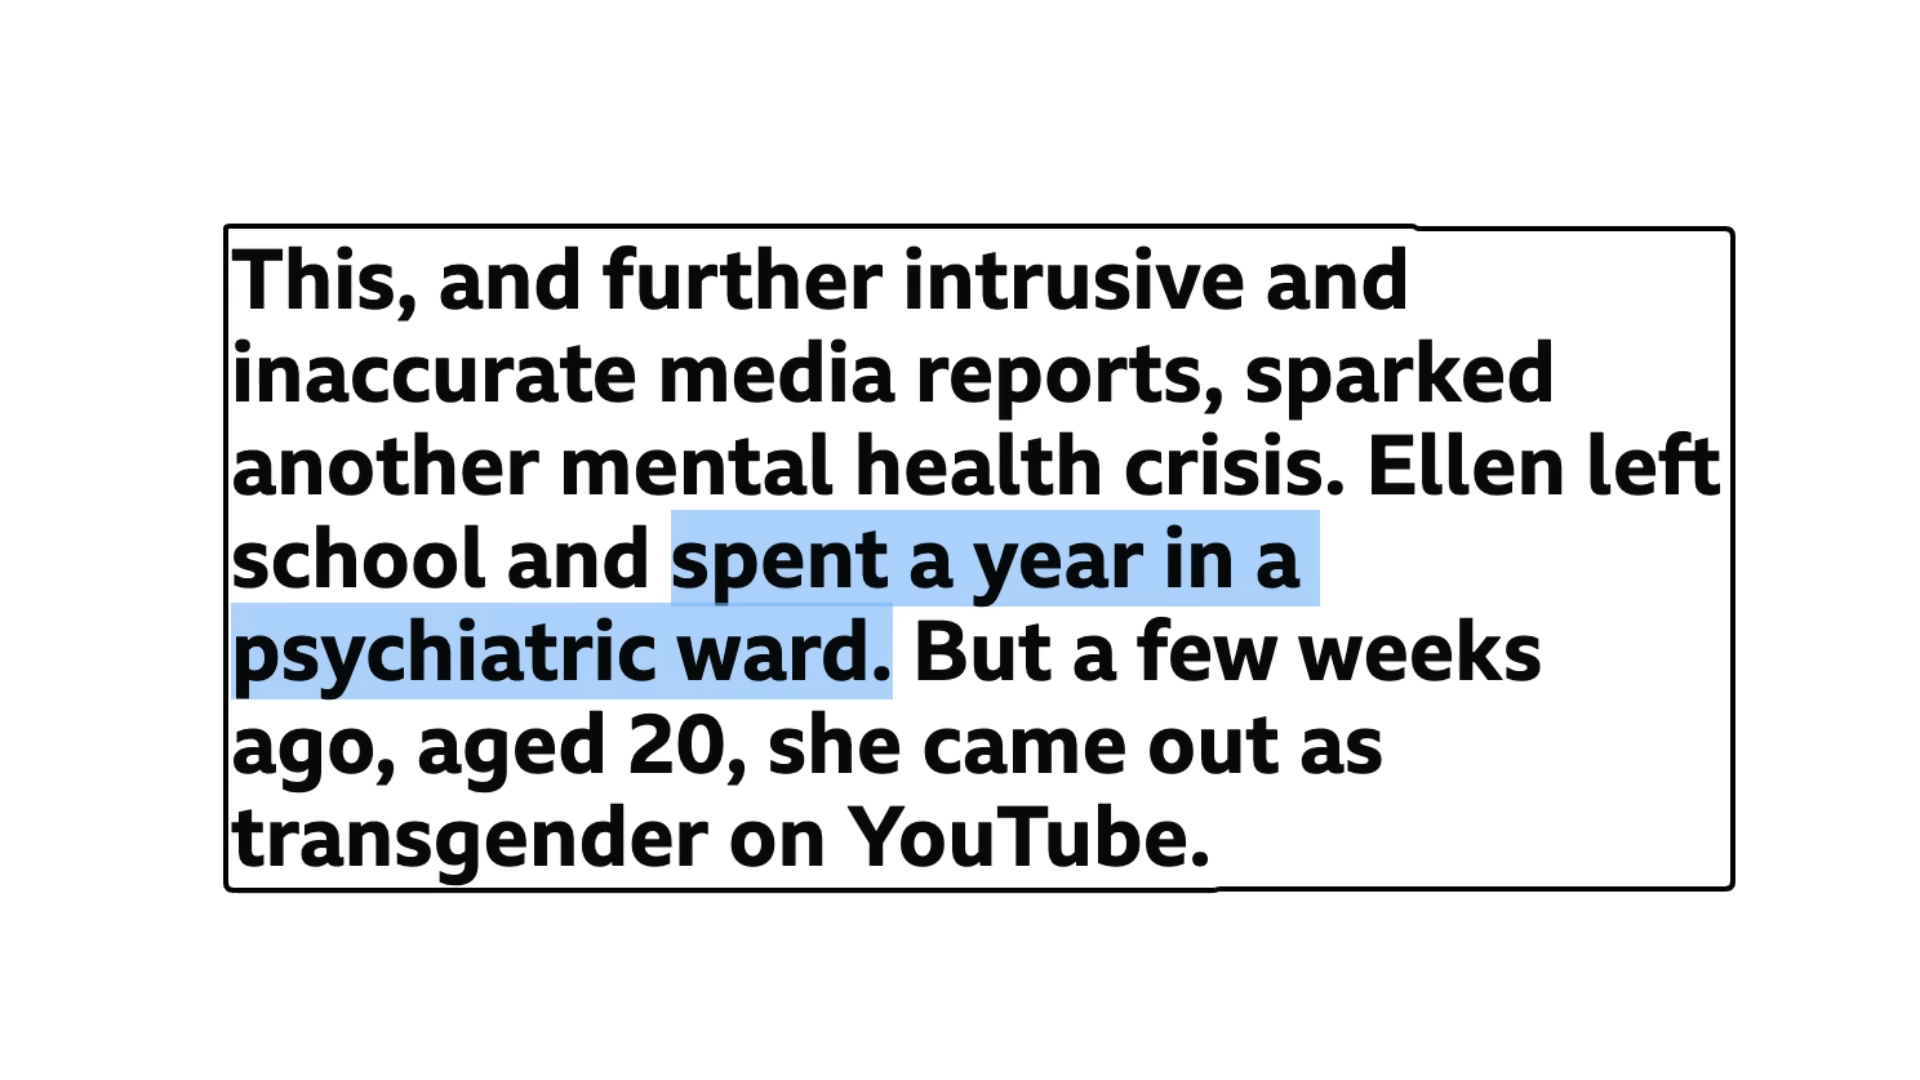 This, and further intrusive and
inaccurate media reports, sparked
another mental health crisis. Ellen left
school and spent a year in a
psychiatric ward. But a few weeks
ago, aged 20, she came out as
transgender on YouTube.